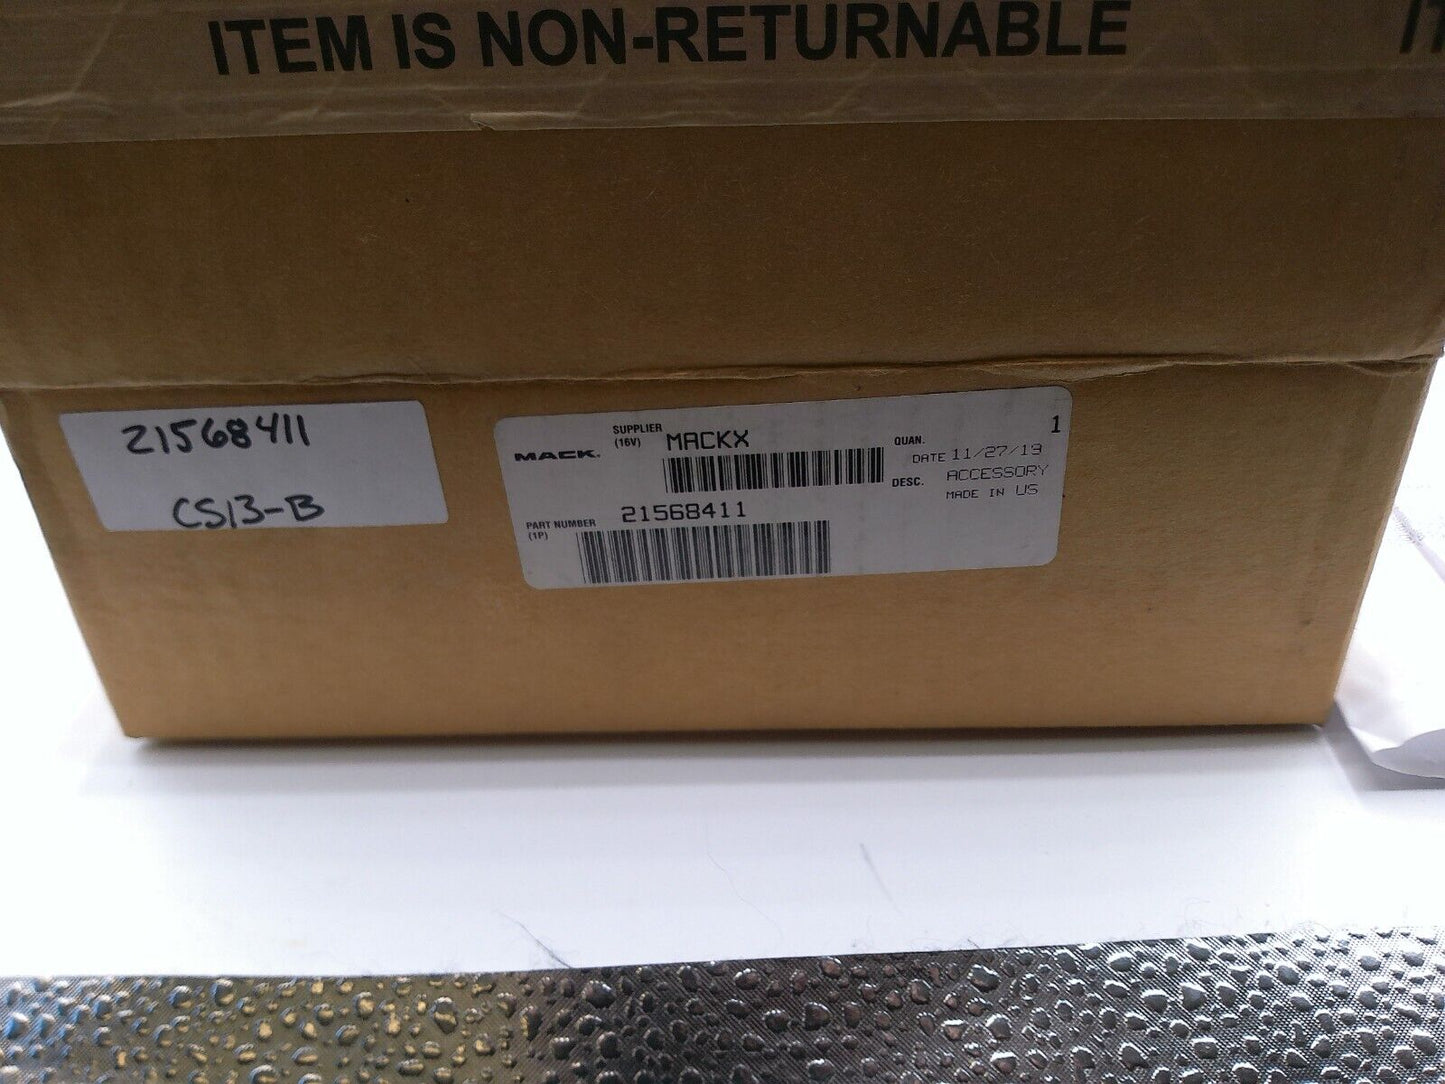 ITEM IS NON-RETURNABLE
21568411
CS13-B
MACK.
SUPPLIER
(16V)
MACKX
QUAN.
1
DATE 11/27/19
DESC.
ACCESSORY
MADE IN US
PART NUMBER
(1P)
21568411